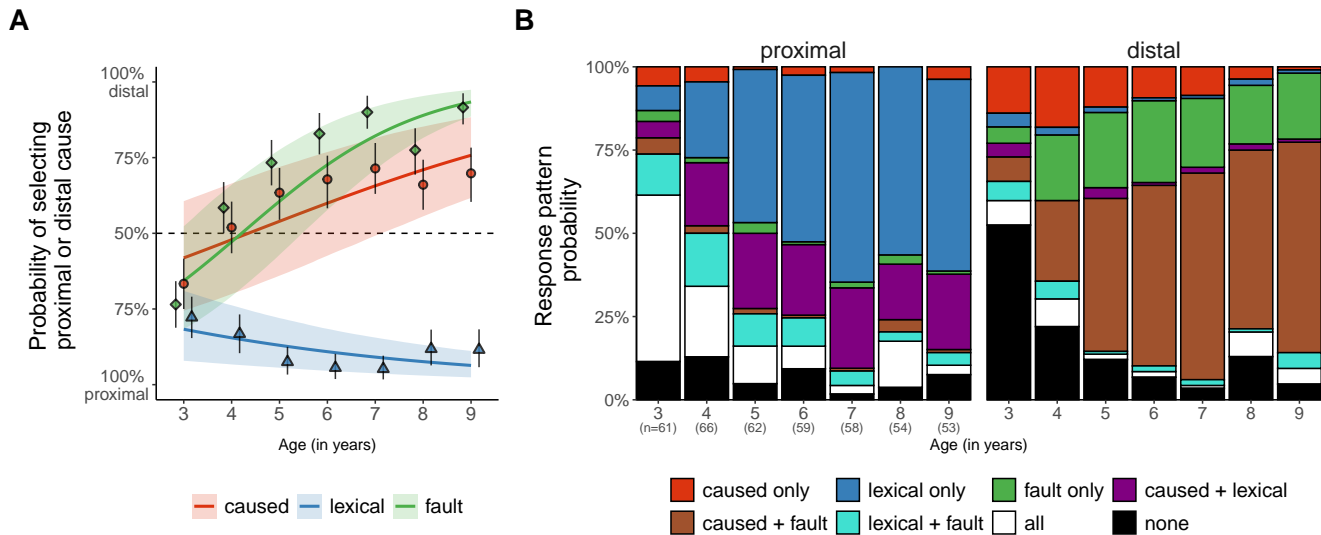 A
Probability of selecting
proximal or distal cause
100%
distal
75%
50%
75%
100%
proximal
3 4 5 6 7 8 9
Age (in years)
caused lexical fault
B
proximal distal
Response pattern
probability
100%
75%
50%
25%
0%
3 4 5 6 7 8 9 3 4 5 6 7 8 9
(n=61) (66) (62) (59) (58) (54) (53)
Age (in years)
caused only lexical only fault only caused + lexical
caused + fault lexical + fault all none